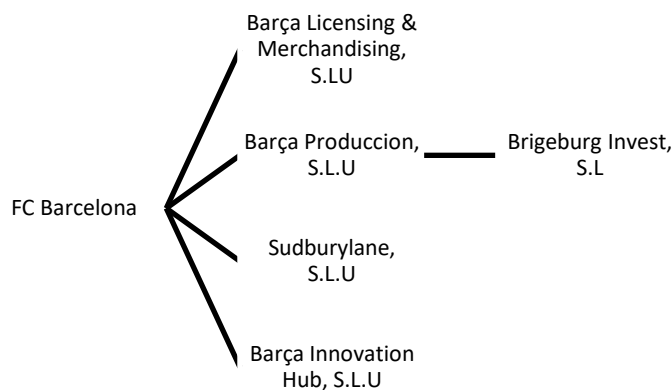 Barça Licensing &
Merchandising,
S.LU
Barça Produccion,
S.L.U
Brigeburg Invest,
S.L
FC Barcelona
Sudburylane,
S.L.U
Barça Innovation
Hub, S.L.U